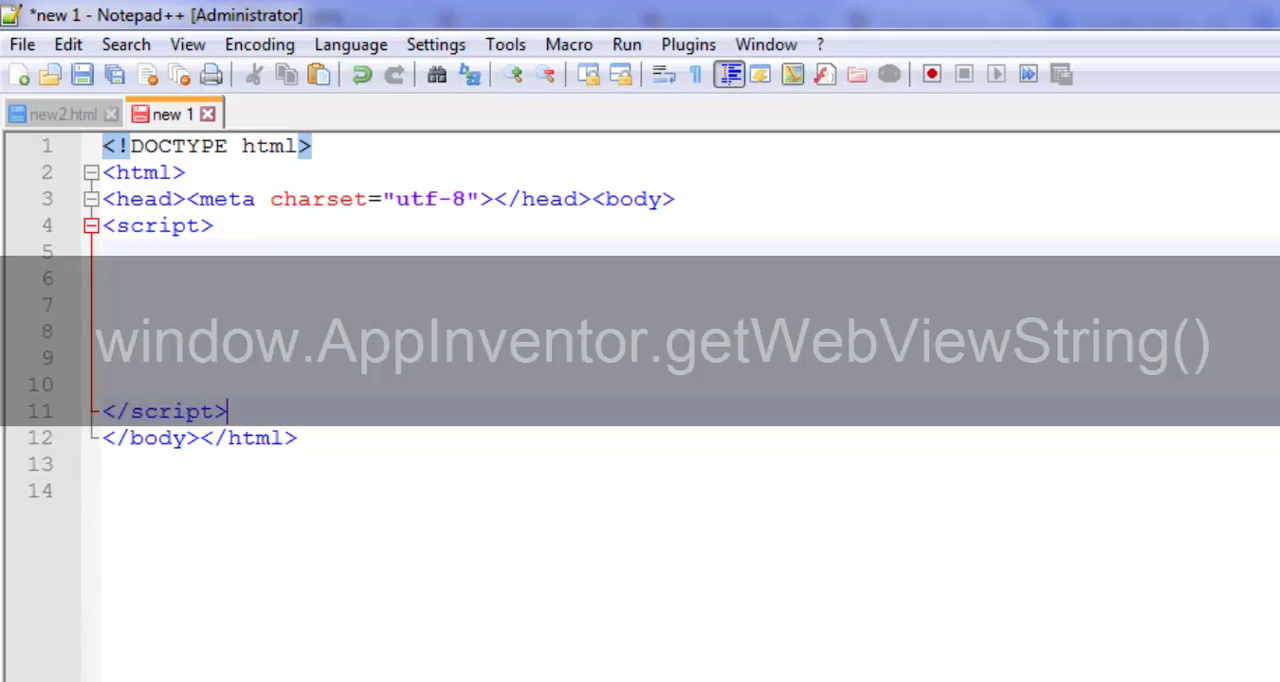 *new 1 - Notepad++ [Administrator]
File Edit Search View Encoding Language Settings Tools Macro Run Plugins Window ?
new2.html new 1
1 <!DOCTYPE html>
2 <html>
3 <head><meta charset="utf-8"></head><body>
4 <script>
5
6
7
window.AppInventor.getWebViewString()
8
9
10
11 </script>
12 </body></html>
13
14